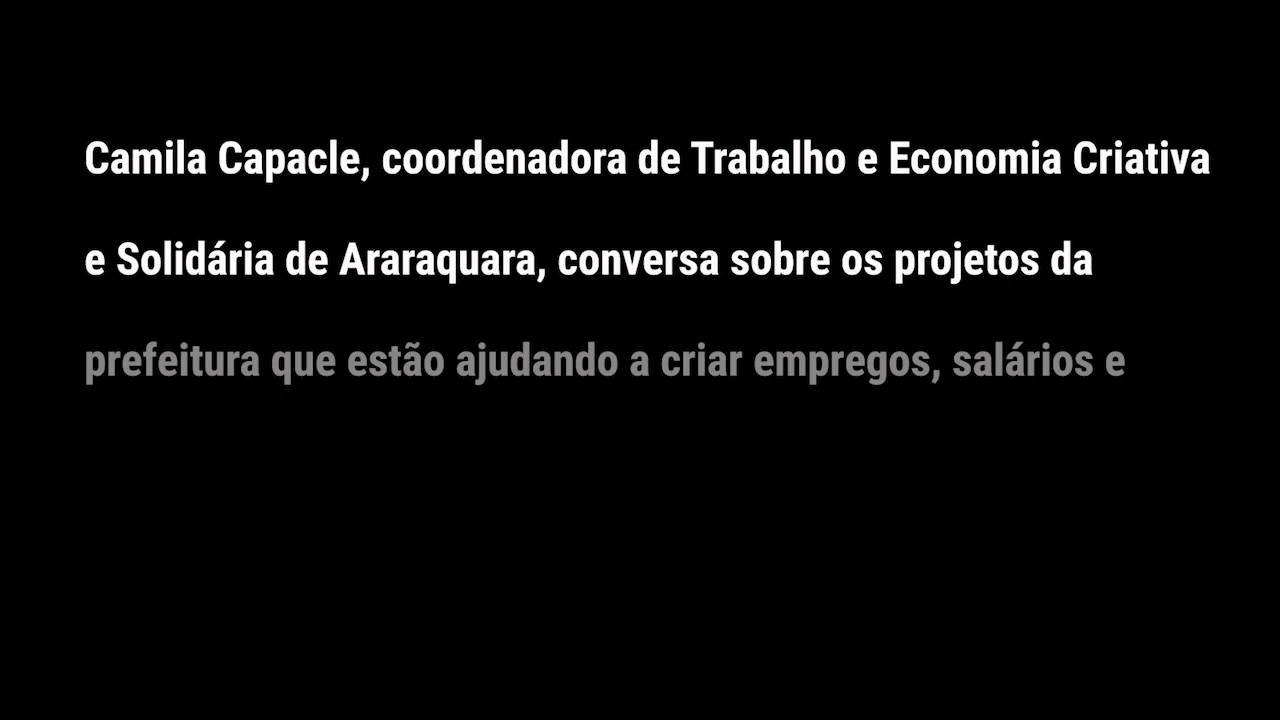 Camila Capacle, coordenadora de Trabalho e Economia Criativa
e Solidária de Araraquara, conversa sobre os projetos da
prefeitura que estão ajudando a criar empregos, salários e